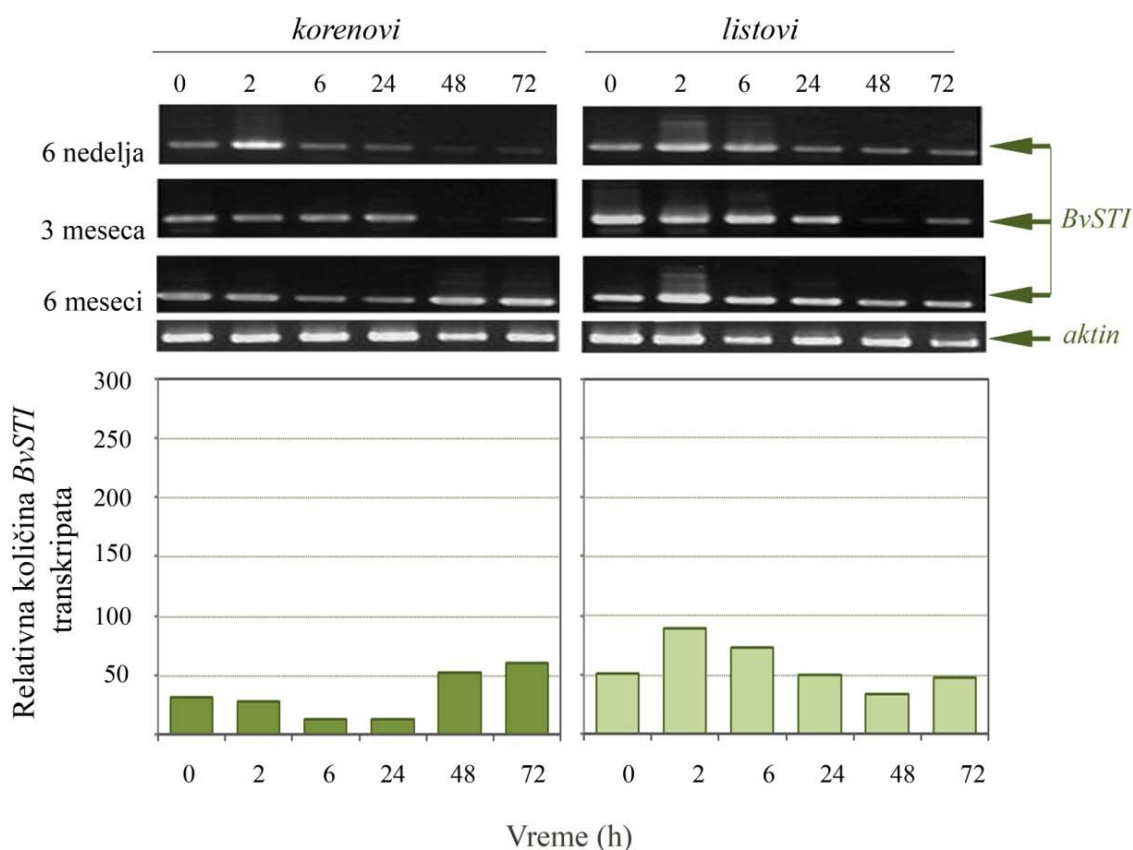 korenovi
listovi
0 2 6 24 48 72
0 2 6 24 48 72
6 nedelja
3 meseca
6 meseci
BvSTI
aktin
Relativna količina BvSTI
transkripata
300
250
200
150
100
50
0 2 6 24 48 72
0 2 6 24 48 72
Vreme (h)